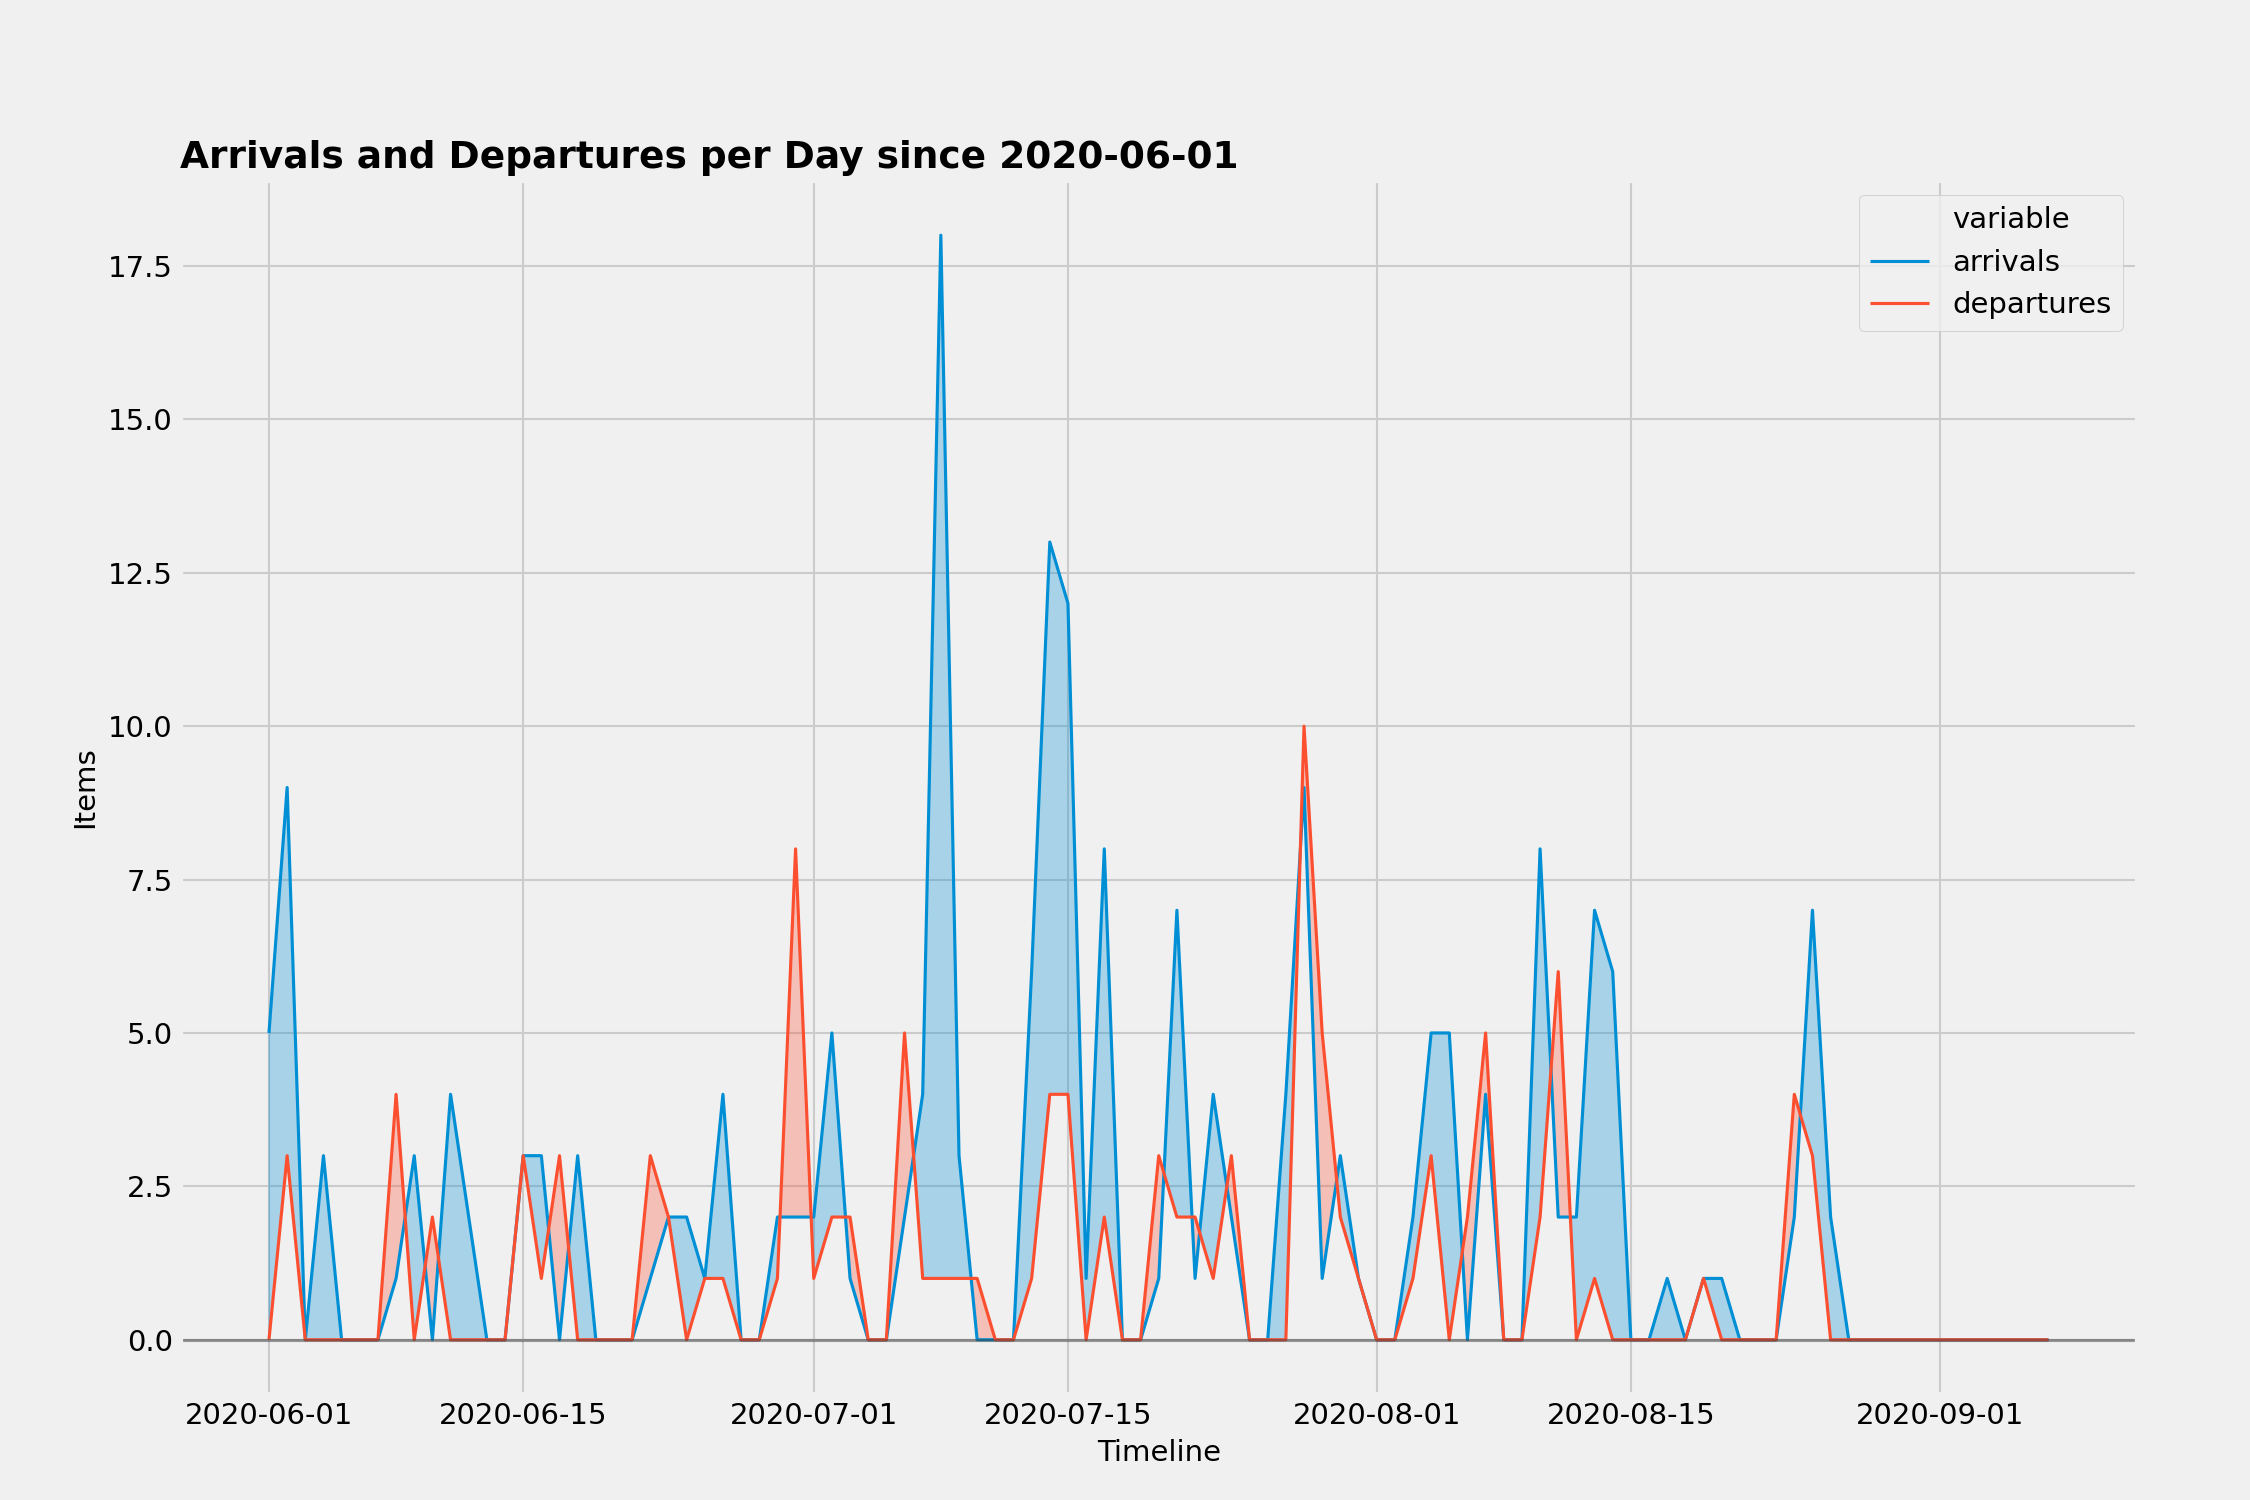 Arrivals and Departures per Day since 2020-06-01
variable
arrivals
departures
17.5
15.0
12.5
10.0
7.5
5.0
2.5
0.0
Items
2020-06-01 2020-06-15 2020-07-01 2020-07-15 2020-08-01 2020-08-15 2020-09-01
Timeline